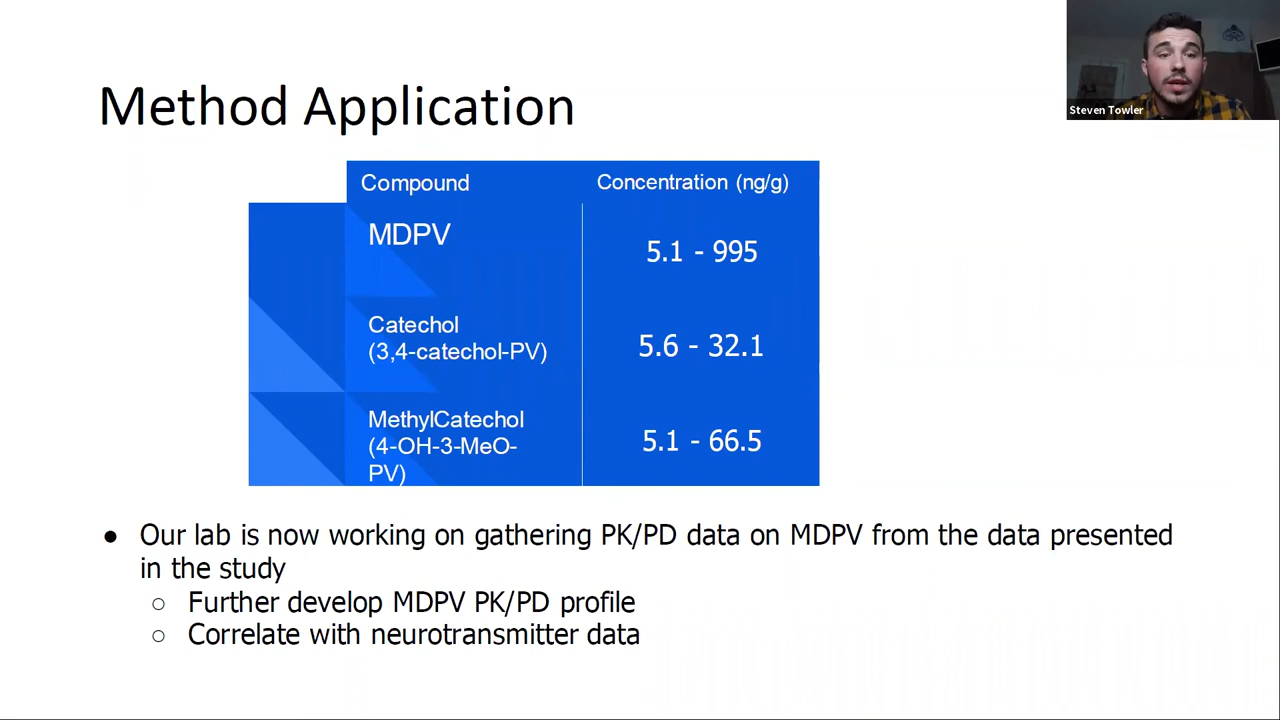 Method Application
Steven Towler
Compound Concentration (ng/g)
MDPV 5.1 - 995
Catechol
(3,4-catechol-PV) 5.6 - 32.1
MethylCatechol
(4-OH-3-MeO-
PV) 5.1 - 66.5
● Our lab is now working on gathering PK/PD data on MDPV from the data presented
in the study
○ Further develop MDPV PK/PD profile
○ Correlate with neurotransmitter data